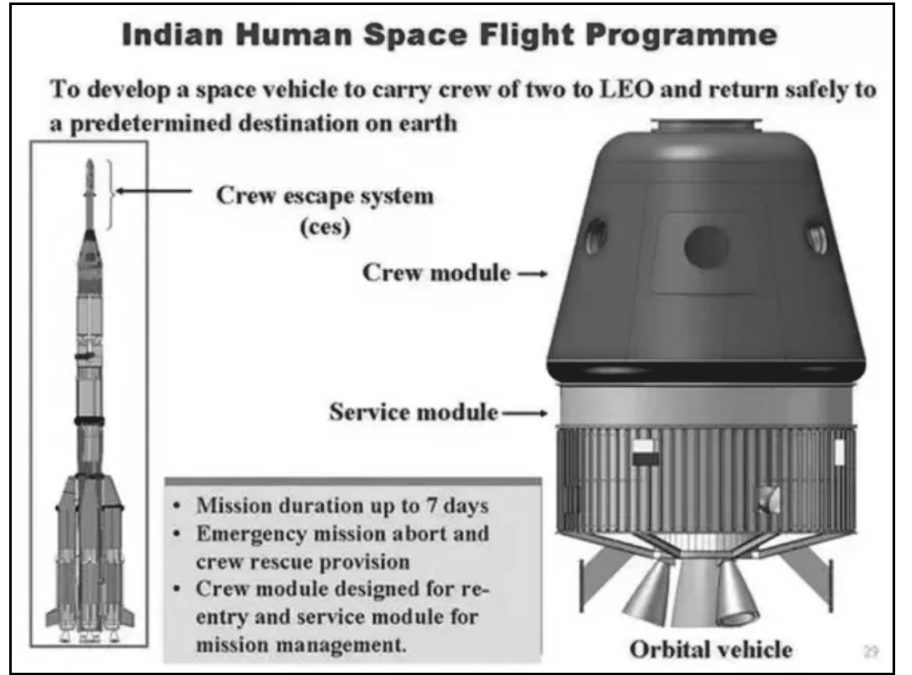 Indian Human Space Flight Programme
To develop a space vehicle to carry crew of two to LEO and return safely to
a predetermined destination on earth
Crew escape system
(ces)
Crew module
Service module
• Mission duration up to 7 days
• Emergency mission abort and
crew rescue provision
• Crew module designed for re-
entry and service module for
mission management.
Orbital vehicle
29